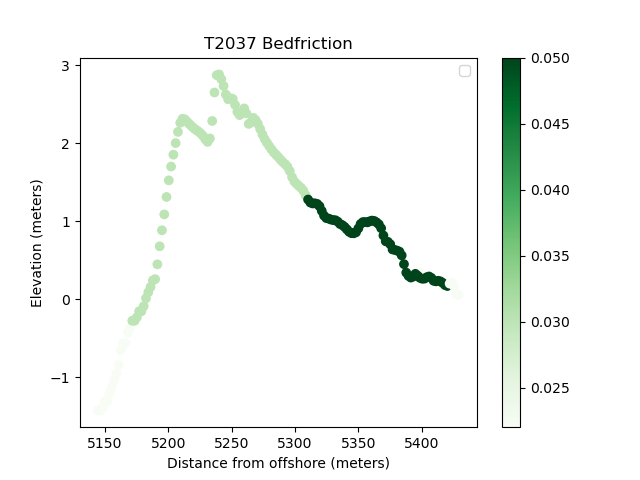 T2037 Bedfriction
Elevation (meters)
3
2
1
0
−1
5150 5200 5250 5300 5350 5400
Distance from offshore (meters)
0.050
0.045
0.040
0.035
0.030
0.025